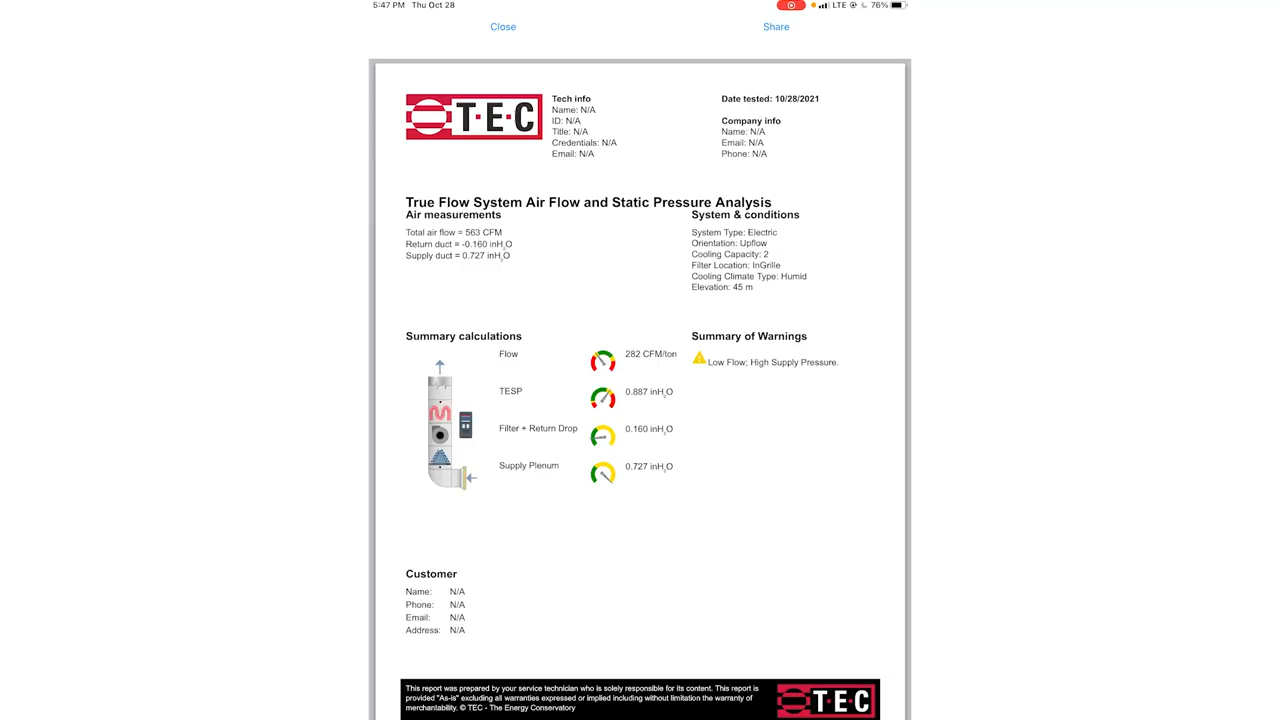 5:47 PM Thu Oct 28
LTE 76%
Close
Share
T·E·C
Tech info
Name: N/A
ID: N/A
Title: N/A
Credentials: N/A
Email: N/A
Date tested: 10/28/2021
Company info
Name: N/A
Email: N/A
Phone: N/A
True Flow System Air Flow and Static Pressure Analysis
Air measurements
Total air flow = 563 CFM
Return duct = -0.160 inH₂O
Supply duct = 0.727 inH₂O
System & conditions
System Type: Electric
Orientation: Upflow
Cooling Capacity: 2
Filter Location: InGrille
Cooling Climate Type: Humid
Elevation: 45 m
Summary calculations
Flow 282 CFM/ton
TESP 0.887 inH₂O
Filter + Return Drop 0.160 inH₂O
Supply Plenum 0.727 inH₂O
Summary of Warnings
Low Flow; High Supply Pressure.
Customer
Name: N/A
Phone: N/A
Email: N/A
Address: N/A
This report was prepared by your service technician who is solely responsible for its content. This report is
provided "As-is" excluding all warranties expressed or implied including without limitation the warranty of
merchantability. © TEC - The Energy Conservatory
T·E·C